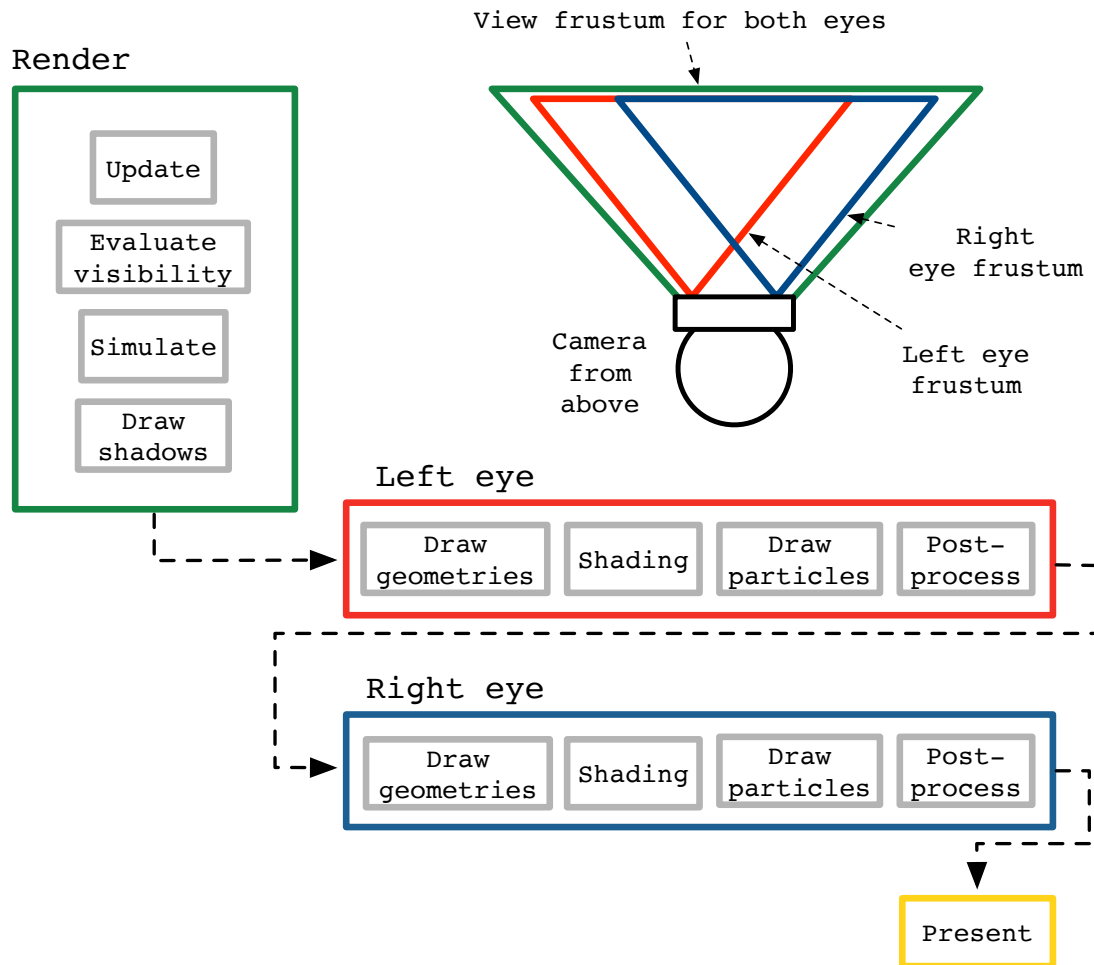 View frustum for both eyes
Render
Update
Evaluate
visibility
Simulate
Draw
shadows
Right
eye frustum
Left eye
frustum
Camera
from
above
Left eye
Draw
geometries
Shading
Draw
particles
Post-
process
Right eye
Draw
geometries
Shading
Draw
particles
Post-
process
Present